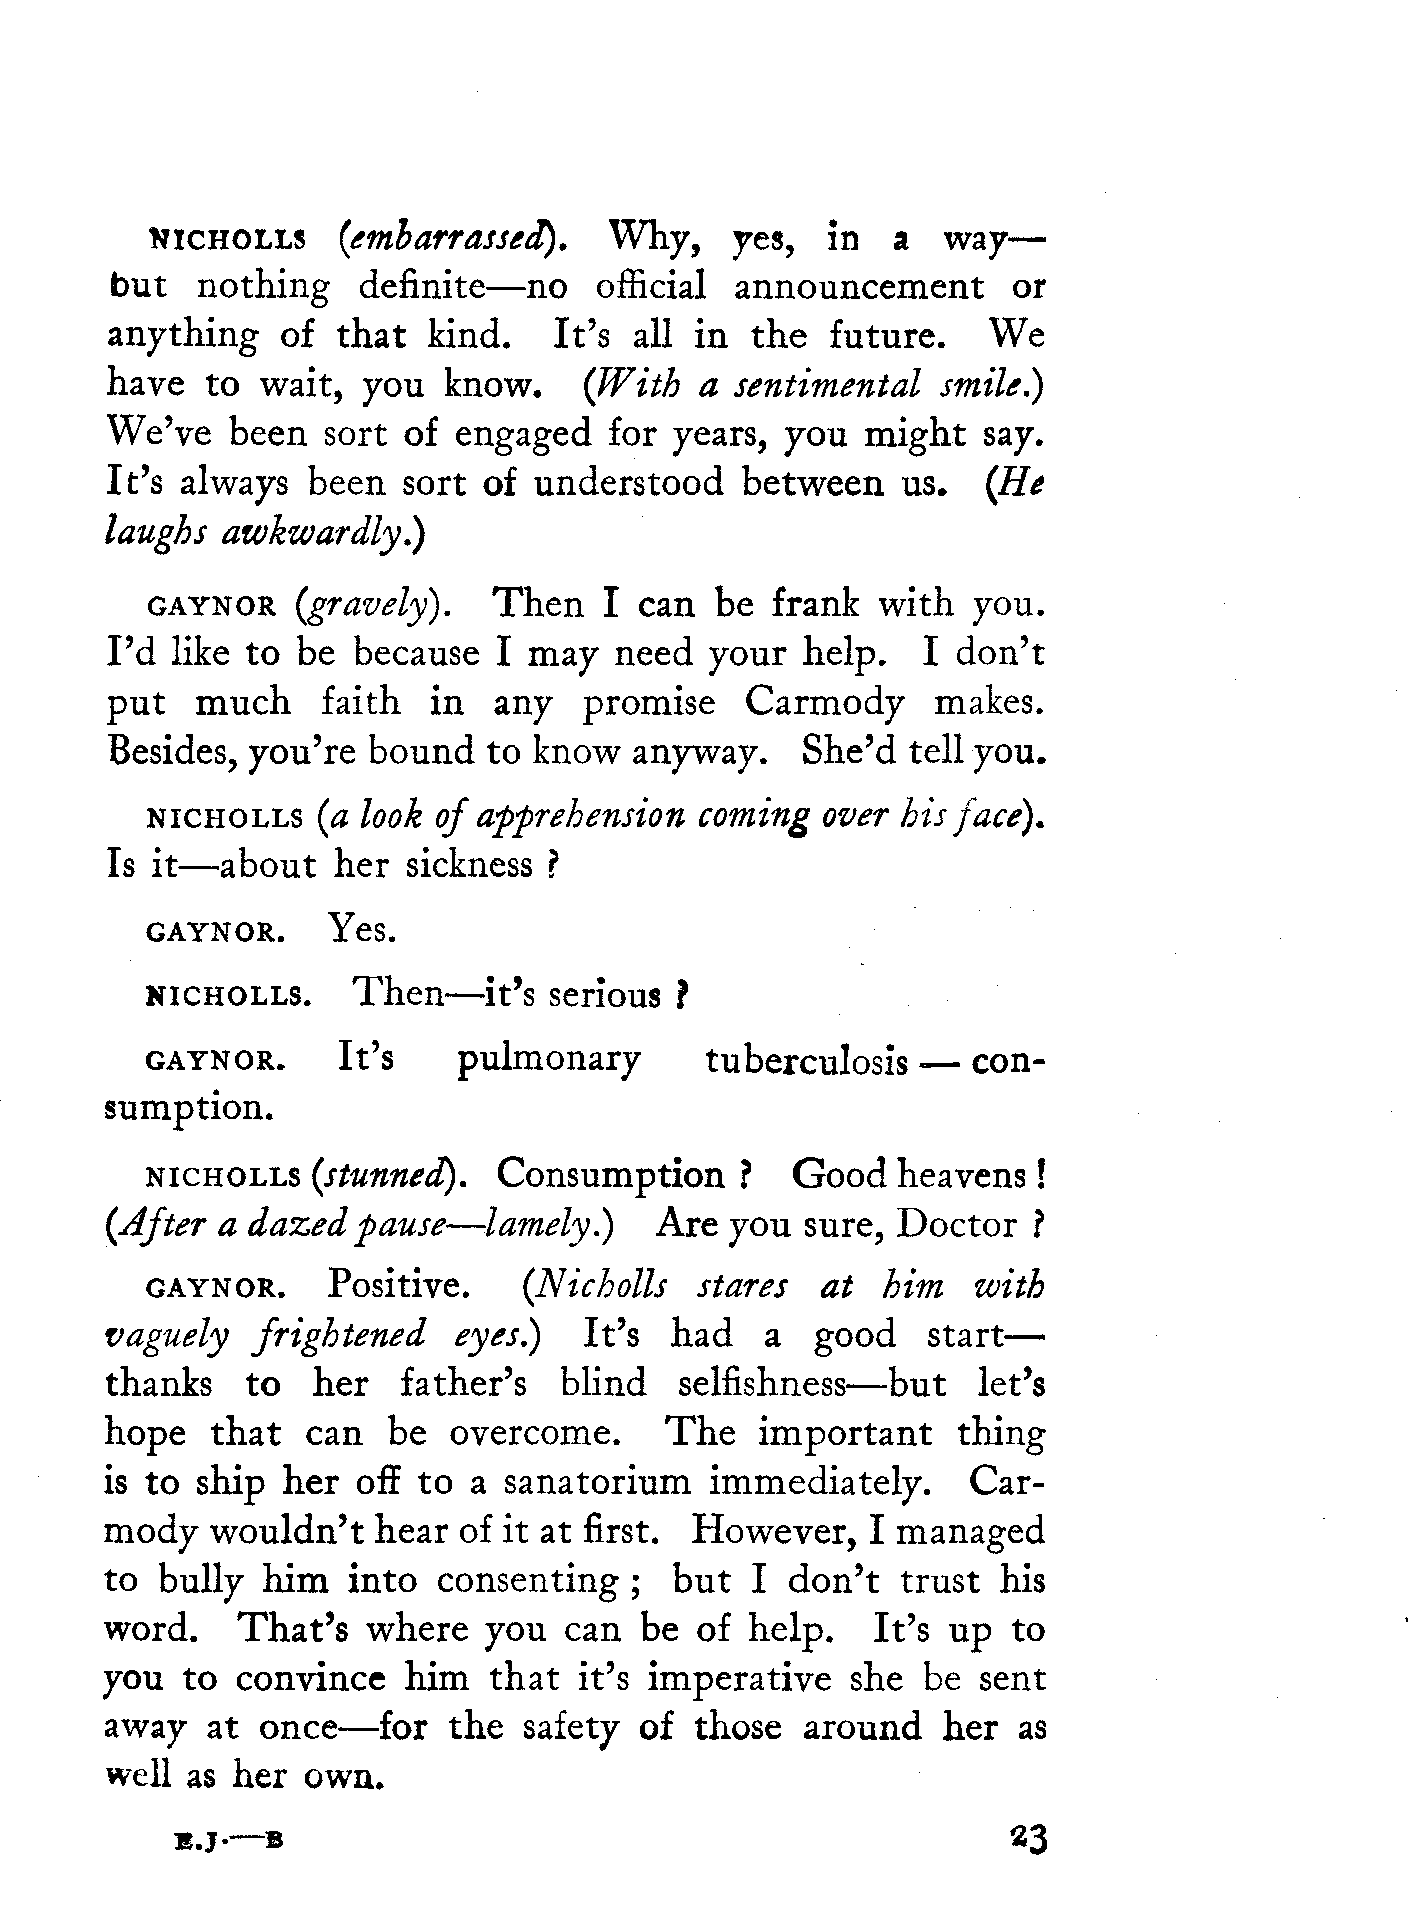 NICHOLLS (embarrassed). Why, yes, in a way—
but nothing definite—no official announcement or
anything of that kind. It's all in the future. We
have to wait, you know. (With a sentimental smile.)
We've been sort of engaged for years, you might say.
It's always been sort of understood between us. (He
laughs awkwardly.)
GAYNOR (gravely). Then I can be frank with you.
I'd like to be because I may need your help. I don't
put much faith in any promise Carmody makes.
Besides, you're bound to know anyway. She'd tell you.
NICHOLLS (a look of apprehension coming over his face).
Is it—about her sickness ?
GAYNOR. Yes.
NICHOLLS. Then—it's serious ?
GAYNOR. It's pulmonary tuberculosis — con-
sumption.
NICHOLLS (stunned). Consumption ? Good heavens !
(After a dazed pause—lamely.) Are you sure, Doctor ?
GAYNOR. Positive. (Nicholls stares at him with
vaguely frightened eyes.) It's had a good start—
thanks to her father's blind selfishness—but let's
hope that can be overcome. The important thing
is to ship her off to a sanatorium immediately. Car-
mody wouldn't hear of it at first. However, I managed
to bully him into consenting ; but I don't trust his
word. That's where you can be of help. It's up to
you to convince him that it's imperative she be sent
away at once—for the safety of those around her as
well as her own.
E.J.—B 23